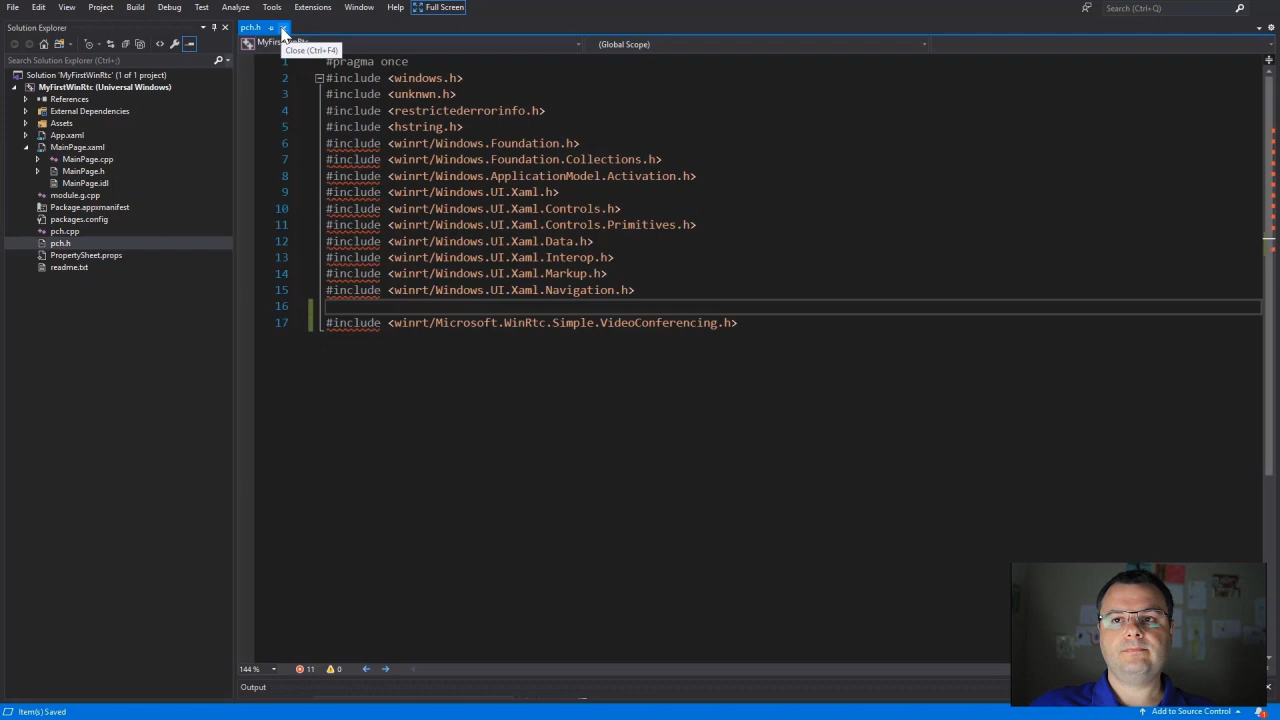 File Edit View Project Build Debug Test Analyze Tools Extensions Window Help Full Screen Search (Ctrl+Q)
Solution Explorer
Search Solution Explorer (Ctrl+;)
Solution 'MyFirstWinRtc' (1 of 1 project)
MyFirstWinRtc (Universal Windows)
References
External Dependencies
Assets
App.xaml
MainPage.xaml
MainPage.cpp
MainPage.h
MainPage.idl
module.g.cpp
Package.appxmanifest
packages.config
pch.cpp
pch.h
PropertySheet.props
readme.txt
pch.h
(Global Scope)
Close (Ctrl+F4)
1 #pragma once
2 #include <windows.h>
3 #include <unknwn.h>
4 #include <restrictederrorinfo.h>
5 #include <hstring.h>
6 #include <winrt/Windows.Foundation.h>
7 #include <winrt/Windows.Foundation.Collections.h>
8 #include <winrt/Windows.ApplicationModel.Activation.h>
9 #include <winrt/Windows.UI.Xaml.h>
10 #include <winrt/Windows.UI.Xaml.Controls.h>
11 #include <winrt/Windows.UI.Xaml.Controls.Primitives.h>
12 #include <winrt/Windows.UI.Xaml.Data.h>
13 #include <winrt/Windows.UI.Xaml.Interop.h>
14 #include <winrt/Windows.UI.Xaml.Markup.h>
15 #include <winrt/Windows.UI.Xaml.Navigation.h>
16
17 #include <winrt/Microsoft.WinRtc.Simple.VideoConferencing.h>
144 % 11 0
Output
Item(s) Saved Add to Source Control 1